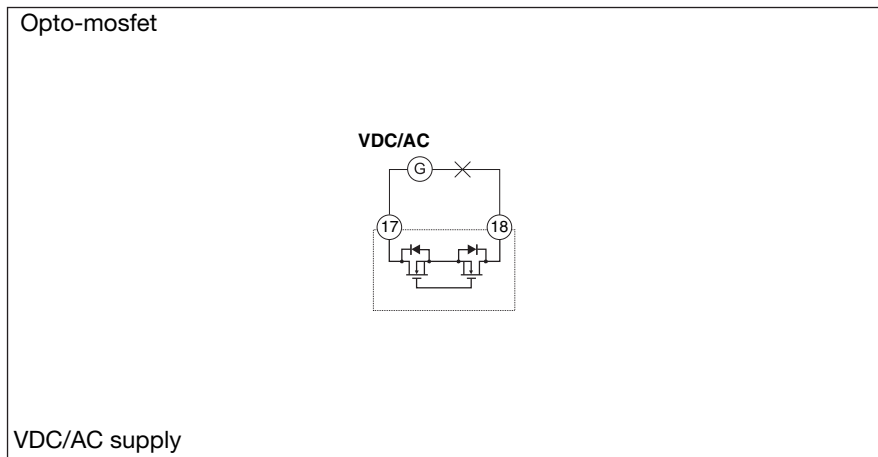 Opto-mosfet
VDC/AC
G
17
18
VDC/AC supply